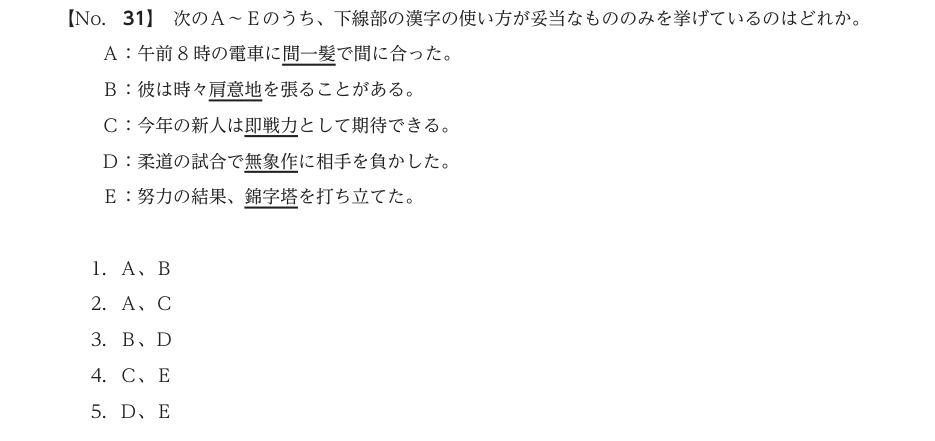 【No. 31】 次のA～Eのうち、下線部の漢字の使い方が妥当なもののみを挙げているのはどれか。
A：午前８時の電車に間一髪で間に合った。
B：彼は時々肩意地を張ることがある。
C：今年の新人は即戦力として期待できる。
D：柔道の試合で無象作に相手を負かした。
E：努力の結果、錦字塔を打ち立てた。
1. A、B
2. A、C
3. B、D
4. C、E
5. D、E